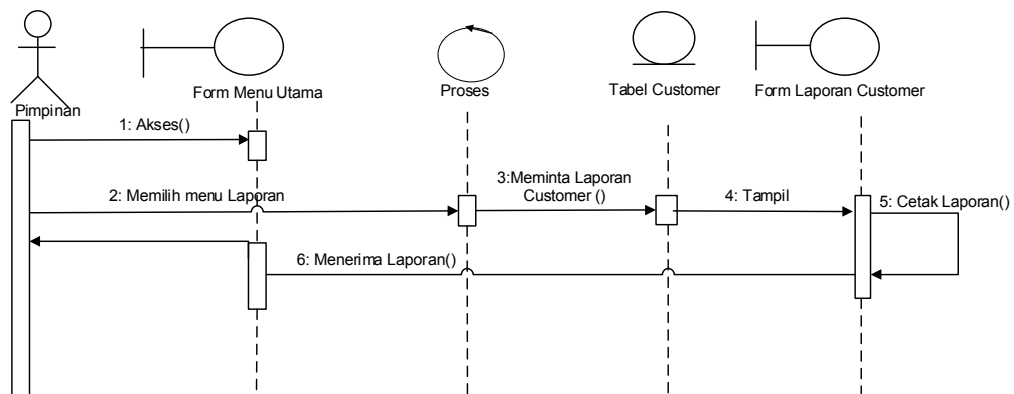 Pimpinan
Form Menu Utama
Proses
Tabel Customer
Form Laporan Customer
1: Akses()
2: Memilih menu Laporan
3:Meminta Laporan
Customer ()
4: Tampil
5: Cetak Laporan()
6: Menerima Laporan()